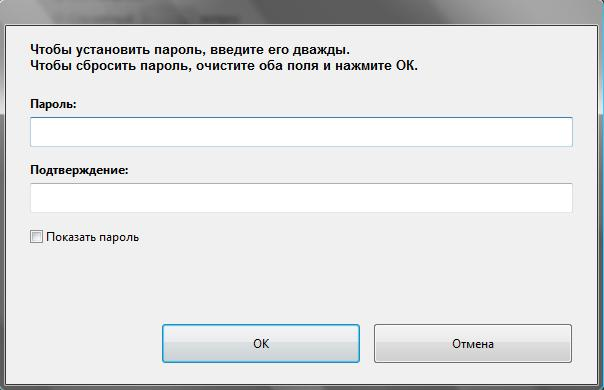 Чтобы установить пароль, введите его дважды.
Чтобы сбросить пароль, очистите оба поля и нажмите ОК.
Пароль:
Подтверждение:
Показать пароль
ОК
Отмена